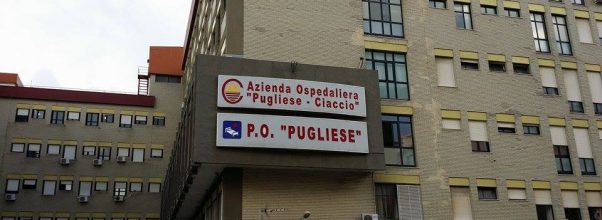 Azienda Ospedaliera
"Pugliese - Ciaccio"
P.O. "PUGLIESE"